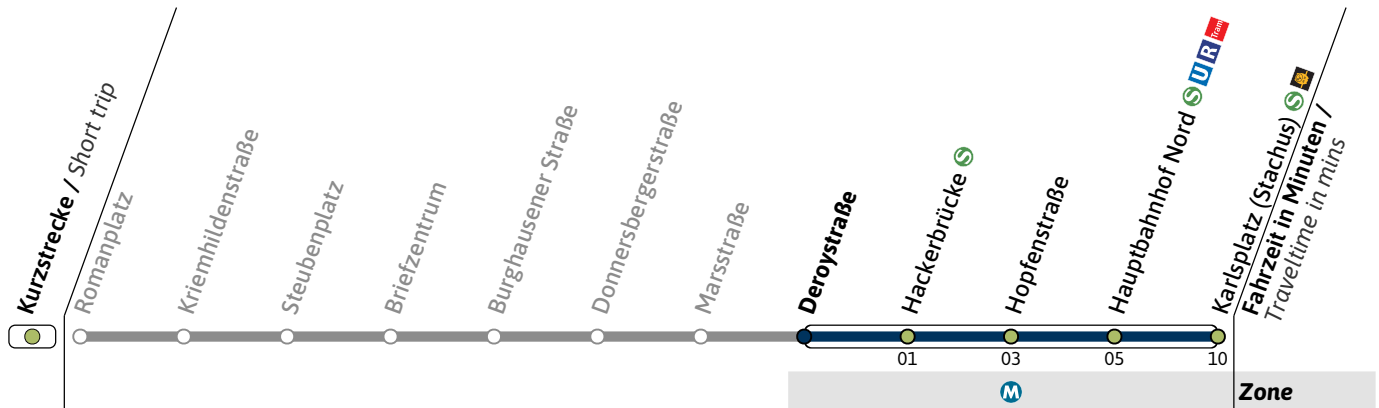 Kurzstrecke / Short trip
Romanplatz
Kriemhildenstraße
Steubenplatz
Briefzentrum
Burghausener Straße
Donnersbergerstraße
Marsstraße
Deroystraße
Hackerbrücke S
Hopfenstraße
Hauptbahnhof Nord S U R Tram
Karlsplatz (Stachus) S
Fahrzeit in Minuten /
Traveltime in mins
01 03 05 10
M Zone